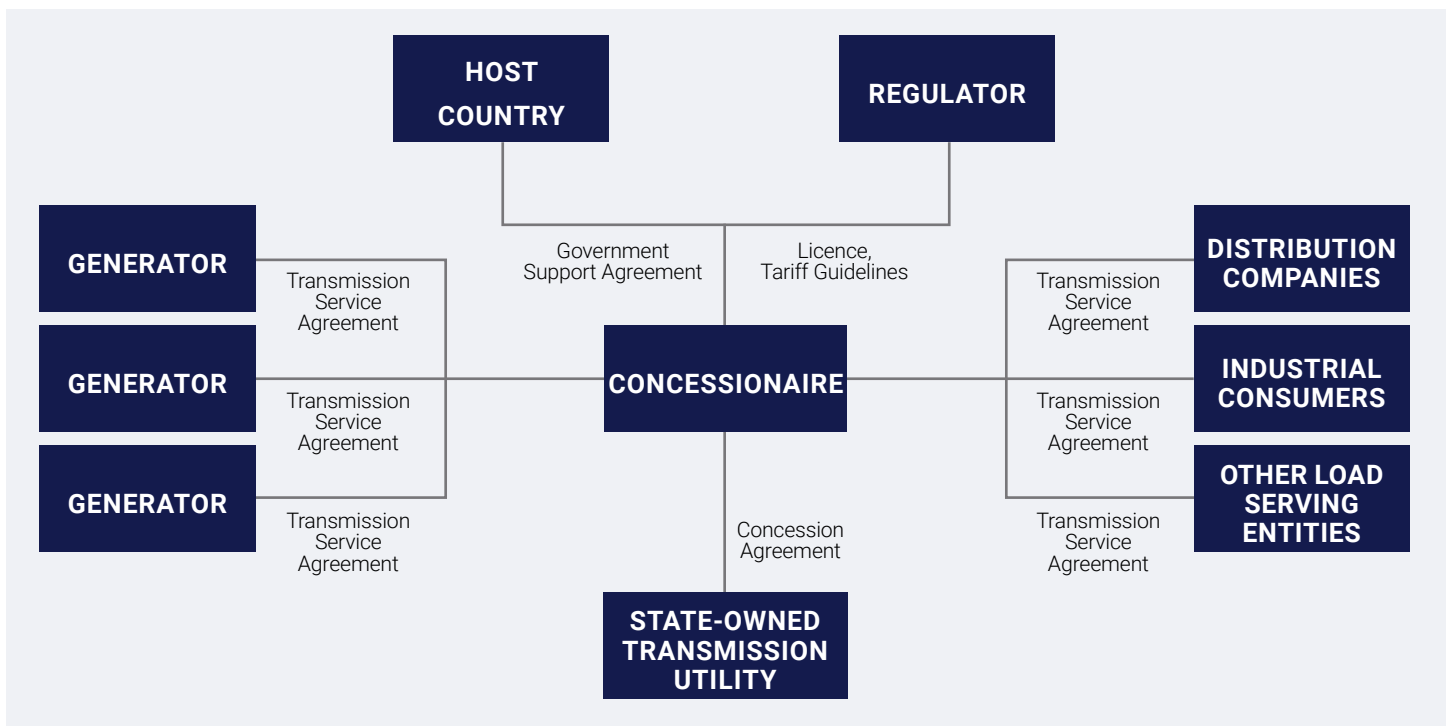 HOST
COUNTRY
REGULATOR
GENERATOR
Transmission
Service
Agreement
GENERATOR
Transmission
Service
Agreement
GENERATOR
Transmission
Service
Agreement
Government
Support Agreement
Licence,
Tariff Guidelines
CONCESSIONAIRE
Concession
Agreement
STATE-OWNED
TRANSMISSION
UTILITY
DISTRIBUTION
COMPANIES
Transmission
Service
Agreement
INDUSTRIAL
CONSUMERS
Transmission
Service
Agreement
OTHER LOAD
SERVING
ENTITIES
Transmission
Service
Agreement